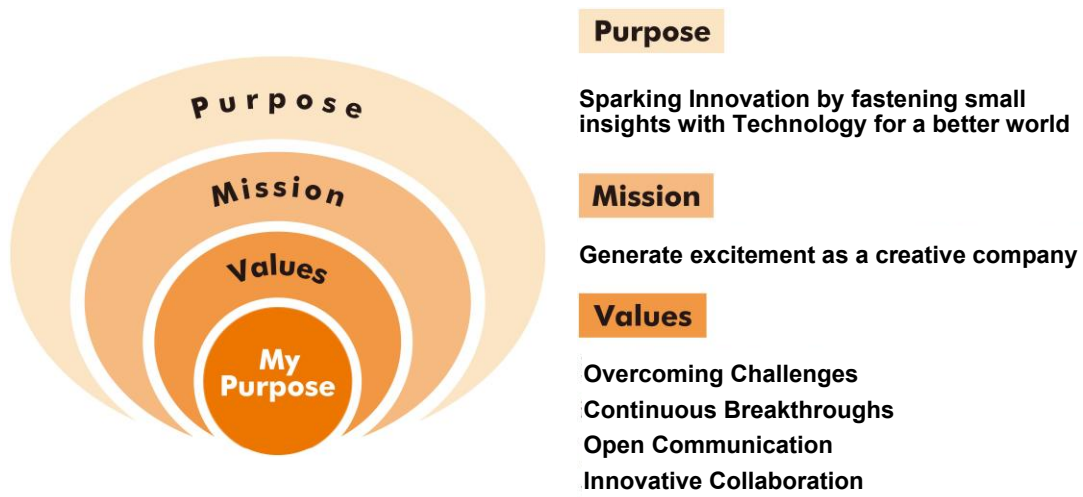 Purpose
Mission
Values
My
Purpose
Purpose
Sparking Innovation by fastening small
insights with Technology for a better world
Mission
Generate excitement as a creative company
Values
Overcoming Challenges
Continuous Breakthroughs
Open Communication
Innovative Collaboration